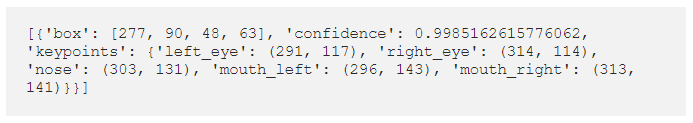 [{'box': [277, 90, 48, 63], 'confidence': 0.9985162615776062,
'keypoints': {'left_eye': (291, 117), 'right_eye': (314, 114),
'nose': (303, 131), 'mouth_left': (296, 143), 'mouth_right': (313,
141)}}]